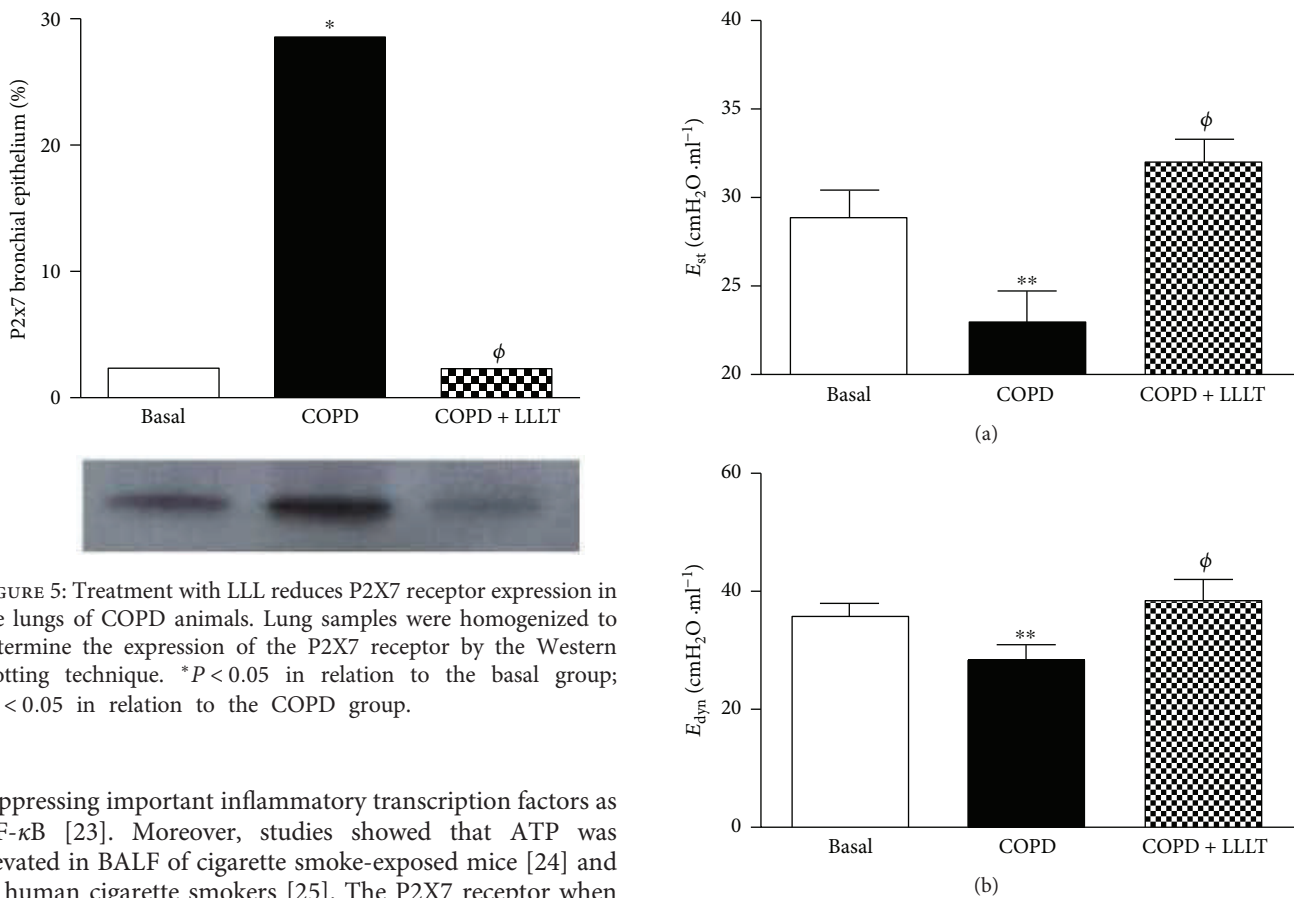 30
20
10
0
P2x7 bronchial epithelium (%)
*
ϕ
Basal COPD COPD + LLLT
GURE 5: Treatment with LLL reduces P2X7 receptor expression in
e lungs of COPD animals. Lung samples were homogenized to
termine the expression of the P2X7 receptor by the Western
otting technique. *P < 0.05 in relation to the basal group;
< 0.05 in relation to the COPD group.
ppressing important inflammatory transcription factors as
F-κB [23]. Moreover, studies showed that ATP was
evated in BALF of cigarette smoke-exposed mice [24] and
human cigarette smokers [25]. The P2X7 receptor when
40
35
30
25
20
E_st (cmH₂O·ml⁻¹)
**
ϕ
Basal COPD COPD + LLLT
(a)
60
40
20
0
E_dyn (cmH₂O·ml⁻¹)
**
ϕ
Basal COPD COPD + LLLT
(b)